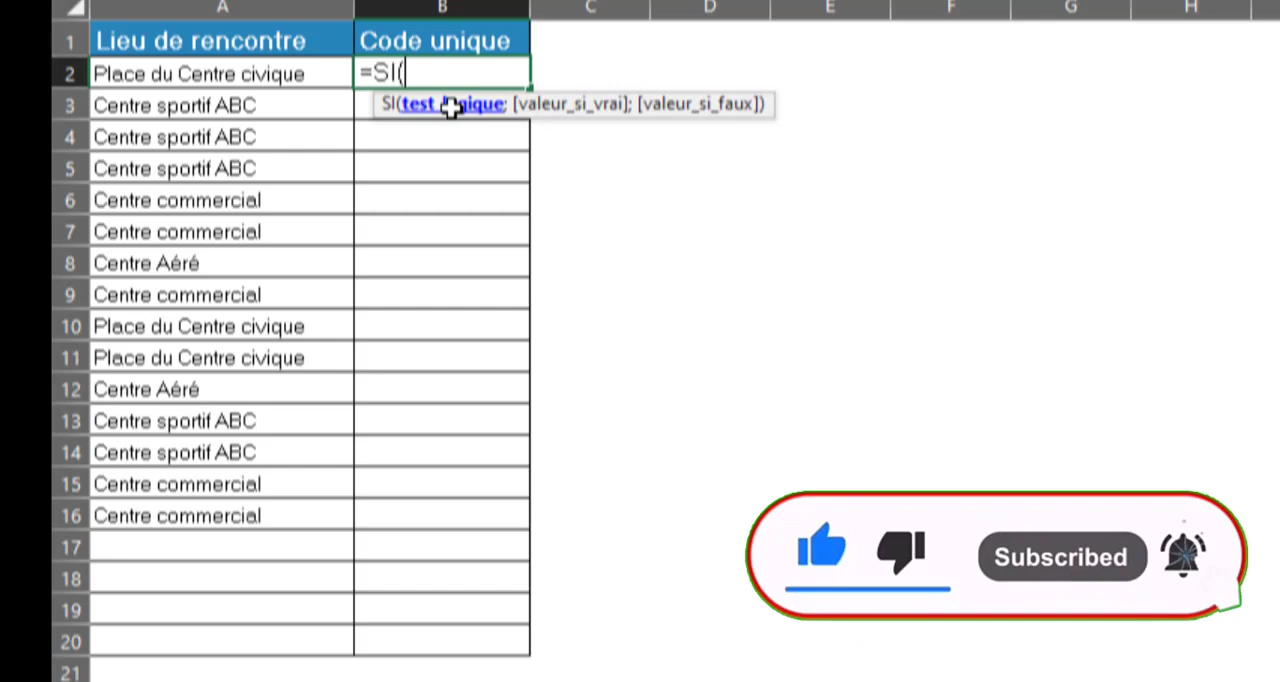 A B C D E F G H
1 Lieu de rencontre Code unique
2 Place du Centre civique =SI(
3 Centre sportif ABC SI(test_logique; [valeur_si_vrai]; [valeur_si_faux])
4 Centre sportif ABC
5 Centre sportif ABC
6 Centre commercial
7 Centre commercial
8 Centre Aéré
9 Centre commercial
10 Place du Centre civique
11 Place du Centre civique
12 Centre Aéré
13 Centre sportif ABC
14 Centre sportif ABC
15 Centre commercial
16 Centre commercial
17
18
19
20
21
Subscribed